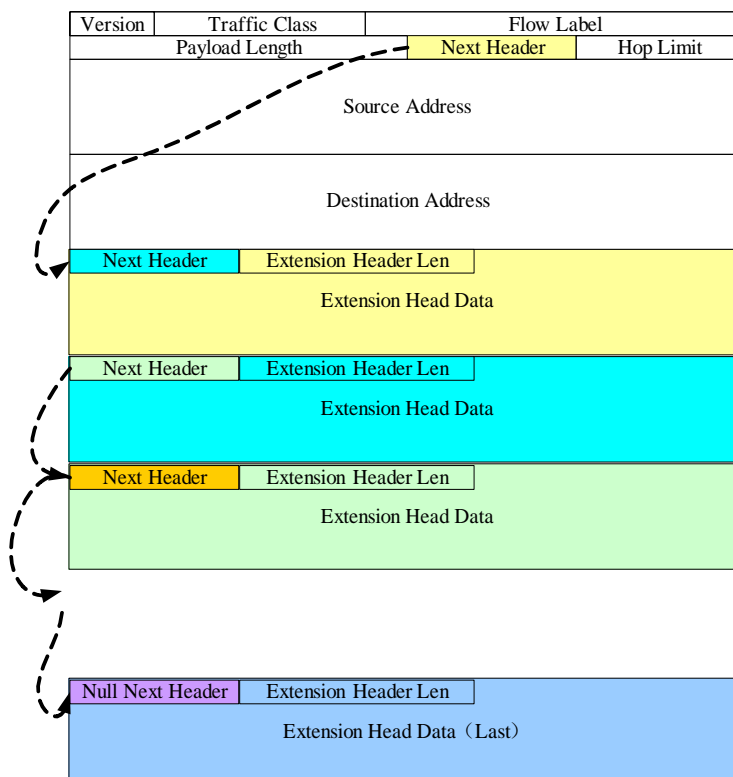 Version Traffic Class Flow Label
Payload Length Next Header Hop Limit
Source Address
Destination Address
Next Header Extension Header Len
Extension Head Data
Next Header Extension Header Len
Extension Head Data
Next Header Extension Header Len
Extension Head Data
Null Next Header Extension Header Len
Extension Head Data（Last）